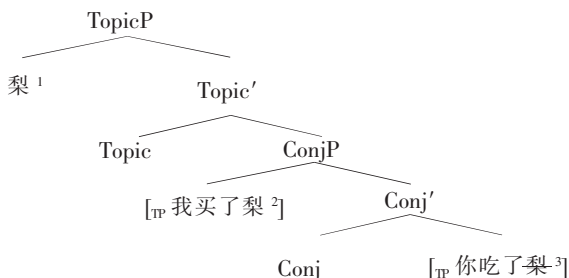 TopicP
梨 1
Topic′
Topic ConjP
[TP 我买了梨 2] Conj′
Conj [TP 你吃了梨 3]